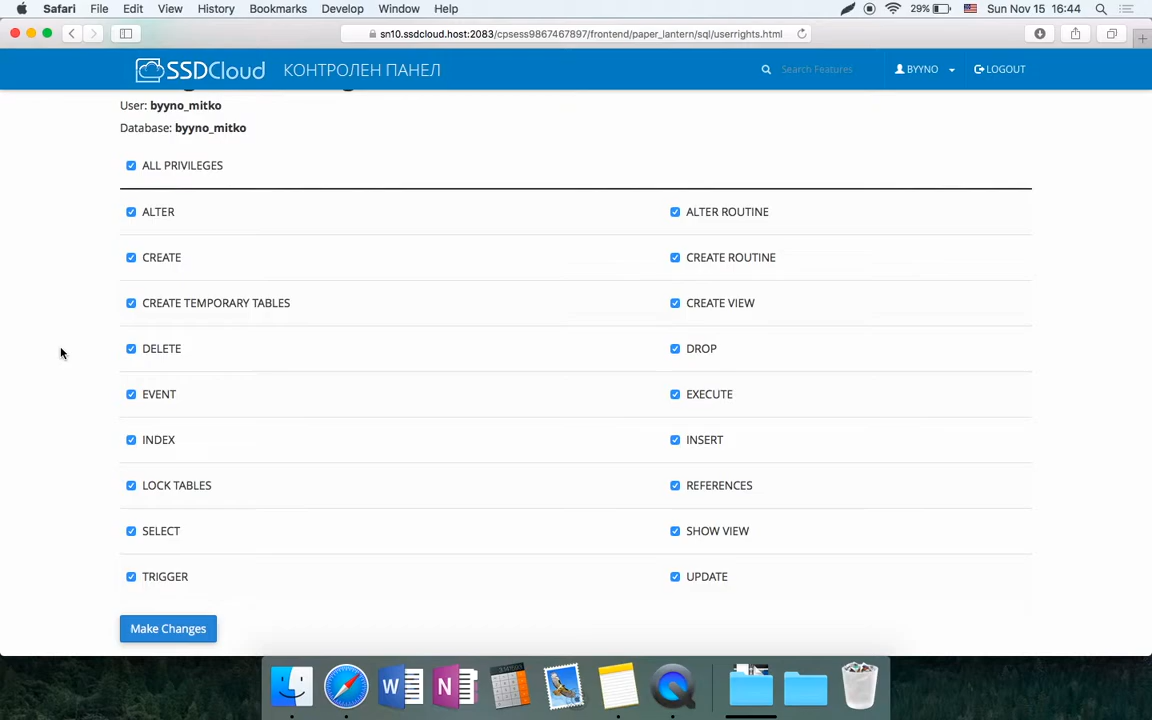 Safari File Edit View History Bookmarks Develop Window Help 29% Sun Nov 15 16:44
sn10.ssdcloud.host:2083/cpsess9867467897/frontend/paper_lantern/sql/userrights.html
SSDCloud КОНТРОЛЕН ПАНЕЛ Search Features BYYNO LOGOUT
User: byyno_mitko
Database: byyno_mitko
ALL PRIVILEGES
ALTER ALTER ROUTINE
CREATE CREATE ROUTINE
CREATE TEMPORARY TABLES CREATE VIEW
DELETE DROP
EVENT EXECUTE
INDEX INSERT
LOCK TABLES REFERENCES
SELECT SHOW VIEW
TRIGGER UPDATE
Make Changes